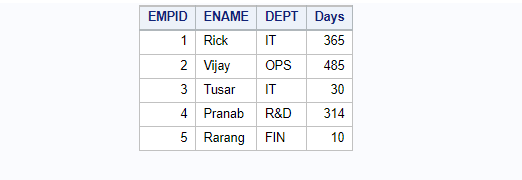 EMPID ENAME DEPT Days
1 Rick IT 365
2 Vijay OPS 485
3 Tusar IT 30
4 Pranab R&D 314
5 Rarang FIN 10